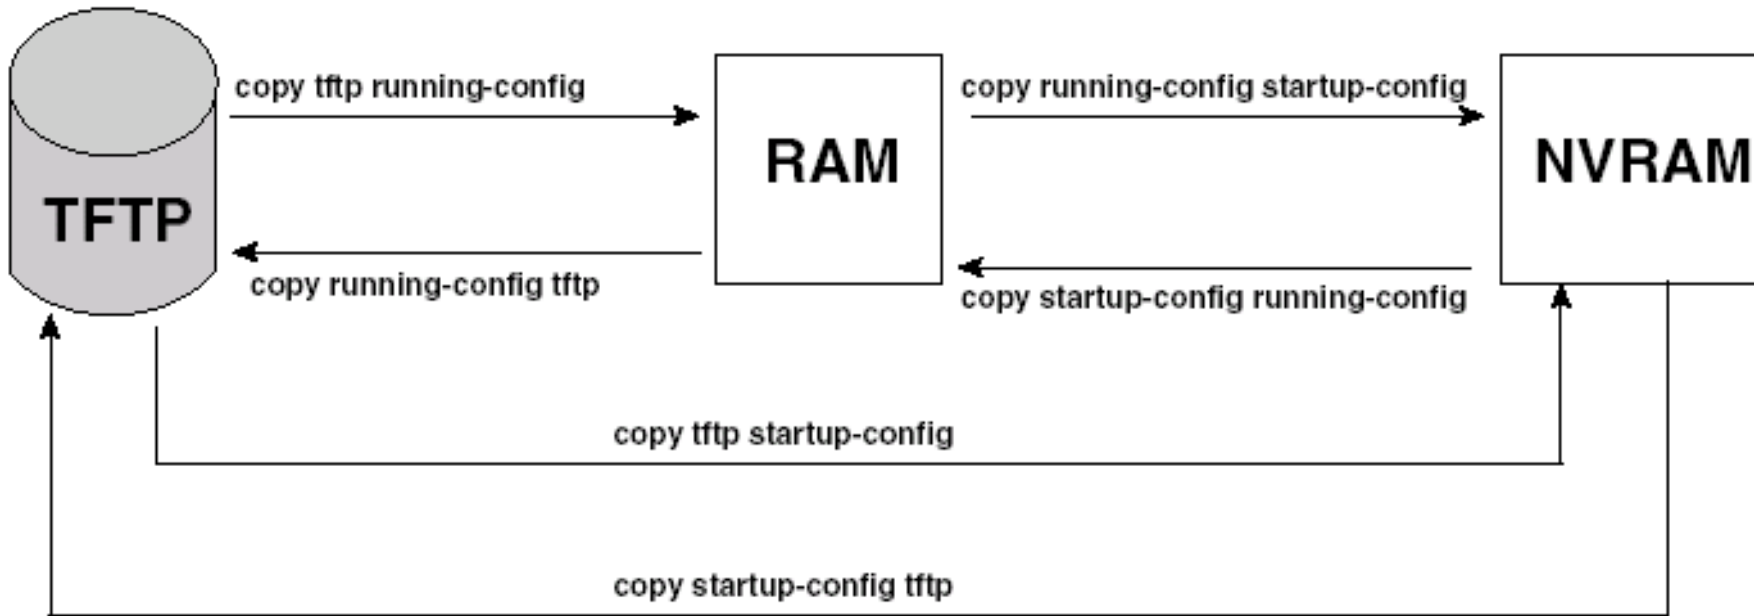 copy tftp running-config
copy running-config startup-config
RAM
NVRAM
TFTP
copy running-config tftp
copy startup-config running-config
copy tftp startup-config
copy startup-config tftp